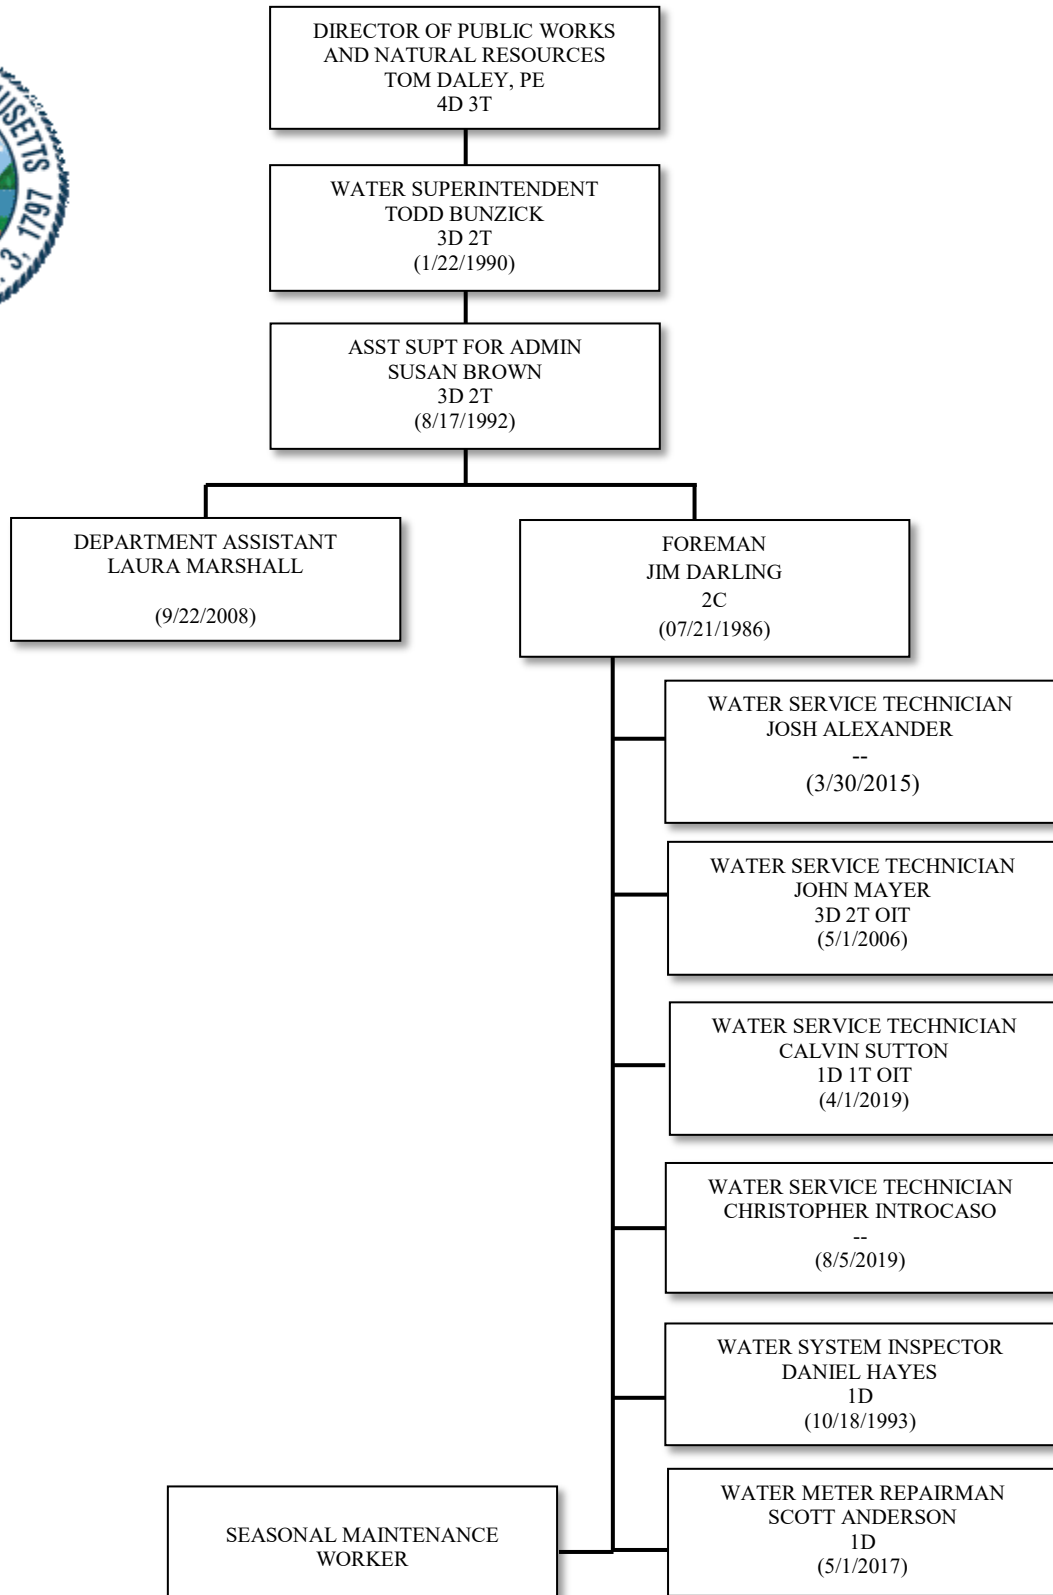 USETTS
3, 1797
DIRECTOR OF PUBLIC WORKS
AND NATURAL RESOURCES
TOM DALEY, PE
4D 3T
WATER SUPERINTENDENT
TODD BUNZICK
3D 2T
(1/22/1990)
ASST SUPT FOR ADMIN
SUSAN BROWN
3D 2T
(8/17/1992)
DEPARTMENT ASSISTANT
LAURA MARSHALL
(9/22/2008)
FOREMAN
JIM DARLING
2C
(07/21/1986)
WATER SERVICE TECHNICIAN
JOSH ALEXANDER
--
(3/30/2015)
WATER SERVICE TECHNICIAN
JOHN MAYER
3D 2T OIT
(5/1/2006)
WATER SERVICE TECHNICIAN
CALVIN SUTTON
1D 1T OIT
(4/1/2019)
WATER SERVICE TECHNICIAN
CHRISTOPHER INTROCASO
--
(8/5/2019)
WATER SYSTEM INSPECTOR
DANIEL HAYES
1D
(10/18/1993)
WATER METER REPAIRMAN
SCOTT ANDERSON
1D
(5/1/2017)
SEASONAL MAINTENANCE
WORKER